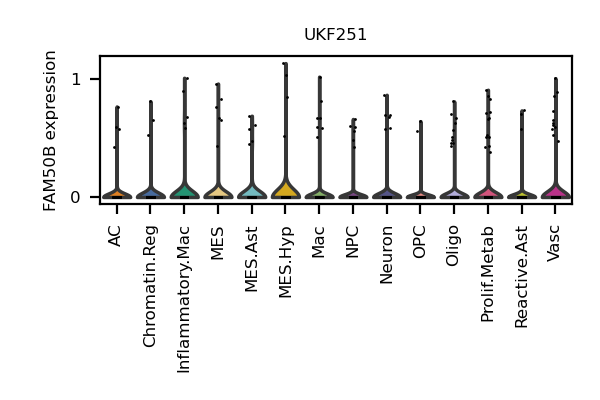 UKF251
FAM50B expression
1
0
AC
Chromatin.Reg
Inflammatory.Mac
MES
MES.Ast
MES.Hyp
Mac
NPC
Neuron
OPC
Oligo
Prolif.Metab
Reactive.Ast
Vasc